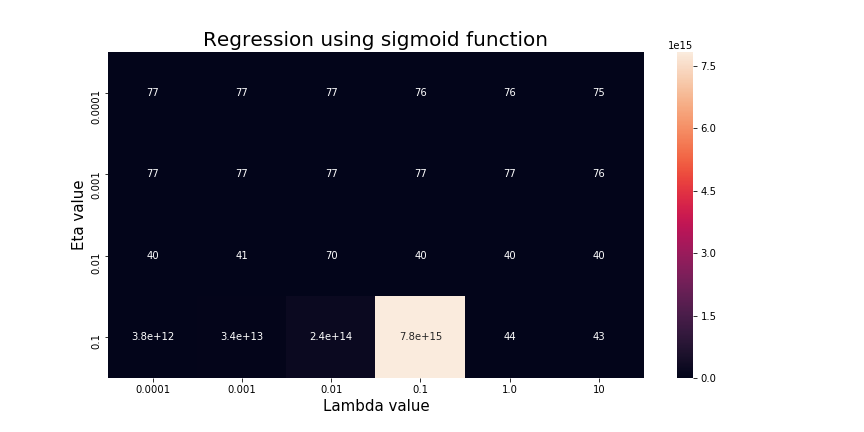 Regression using sigmoid function
1e15
0.0001 77 77 77 76 76 75
0.001 77 77 77 77 77 76
0.01 40 41 70 40 40 40
0.1 3.8e+12 3.4e+13 2.4e+14 7.8e+15 44 43
Eta value
0.0001 0.001 0.01 0.1 1.0 10
Lambda value
7.5
6.0
4.5
3.0
1.5
0.0